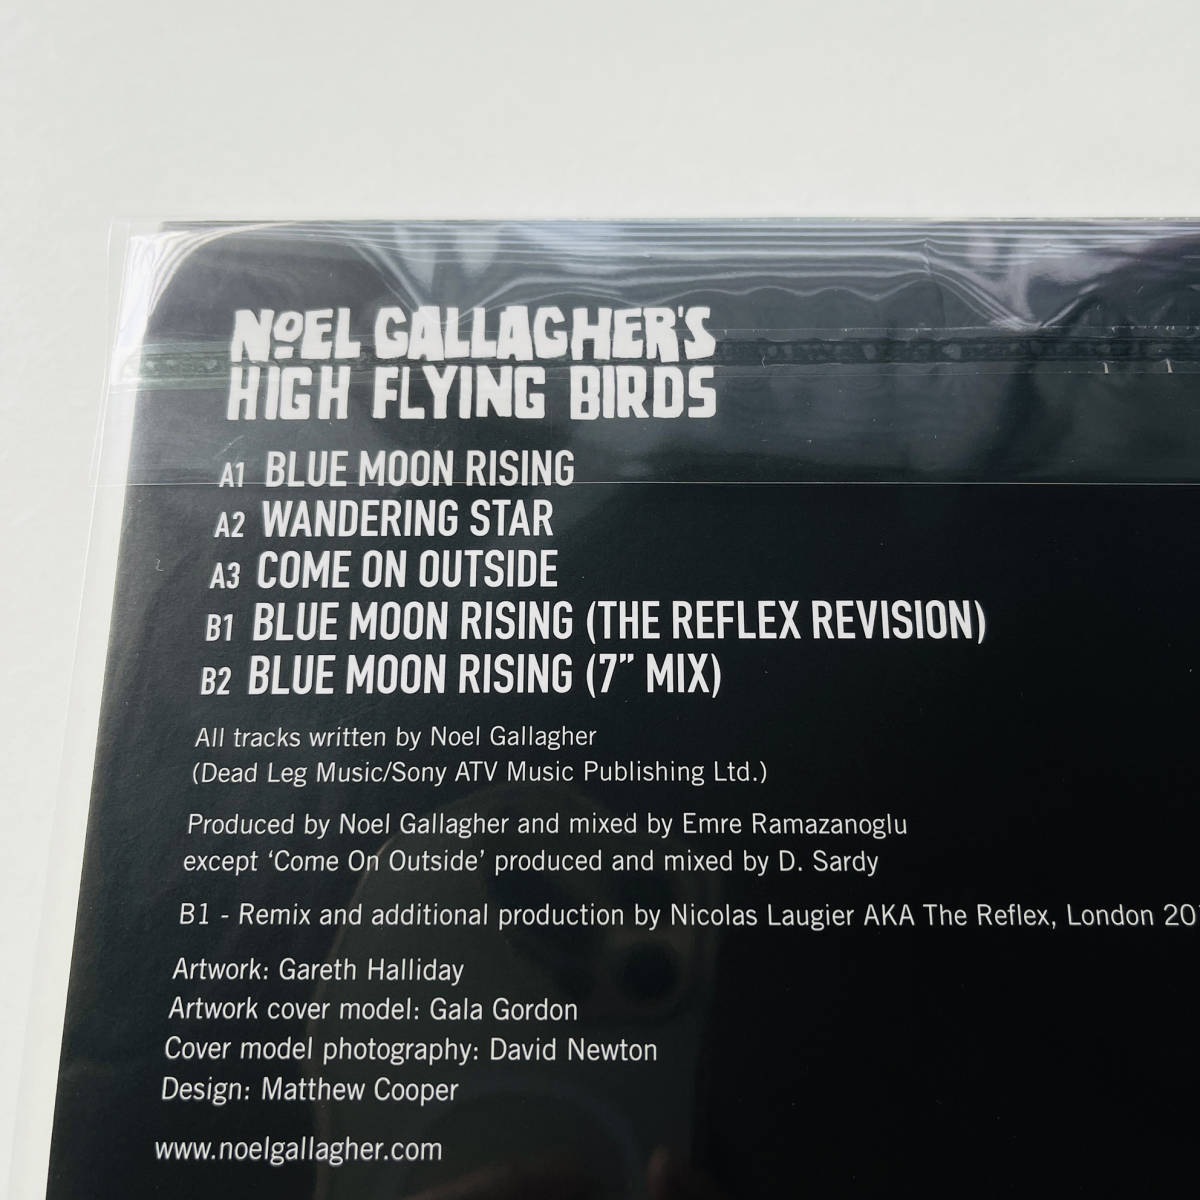 NOEL GALLAGHER'S
HIGH FLYING BIRDS
A1 BLUE MOON RISING
A2 WANDERING STAR
A3 COME ON OUTSIDE
B1 BLUE MOON RISING (THE REFLEX REVISION)
B2 BLUE MOON RISING (7" MIX)
All tracks written by Noel Gallagher
(Dead Leg Music/Sony ATV Music Publishing Ltd.)
Produced by Noel Gallagher and mixed by Emre Ramazanoglu
except ‘Come On Outside’ produced and mixed by D. Sardy
B1 - Remix and additional production by Nicolas Laugier AKA The Reflex, London
Artwork: Gareth Halliday
Artwork cover model: Gala Gordon
Cover model photography: David Newton
Design: Matthew Cooper
www.noelgallagher.com